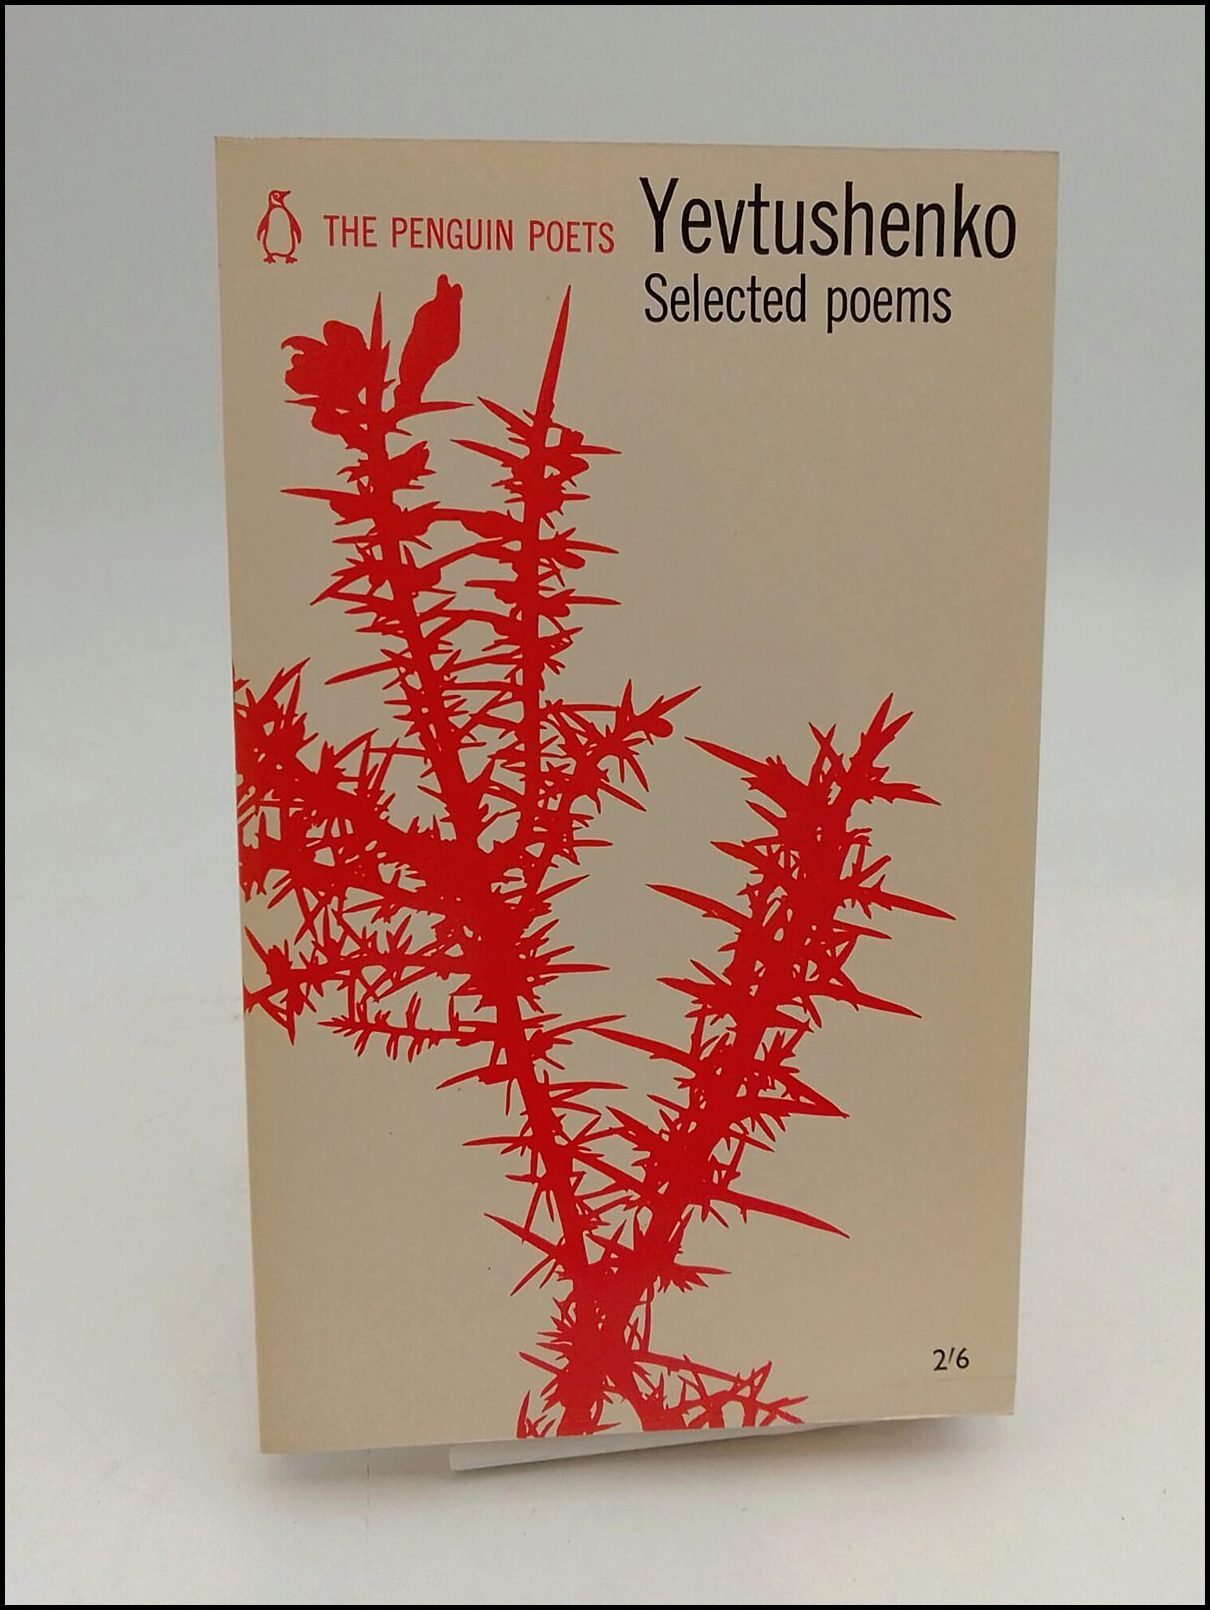 THE PENGUIN POETS
Yevtushenko
Selected poems
2/6